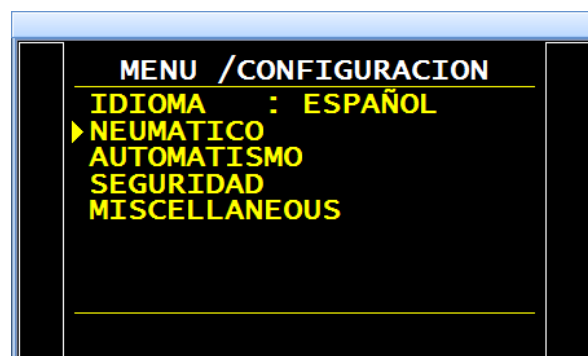 MENU /CONFIGURACION
IDIOMA : ESPAÑOL
NEUMATICO
AUTOMATISMO
SEGURIDAD
MISCELLANEOUS